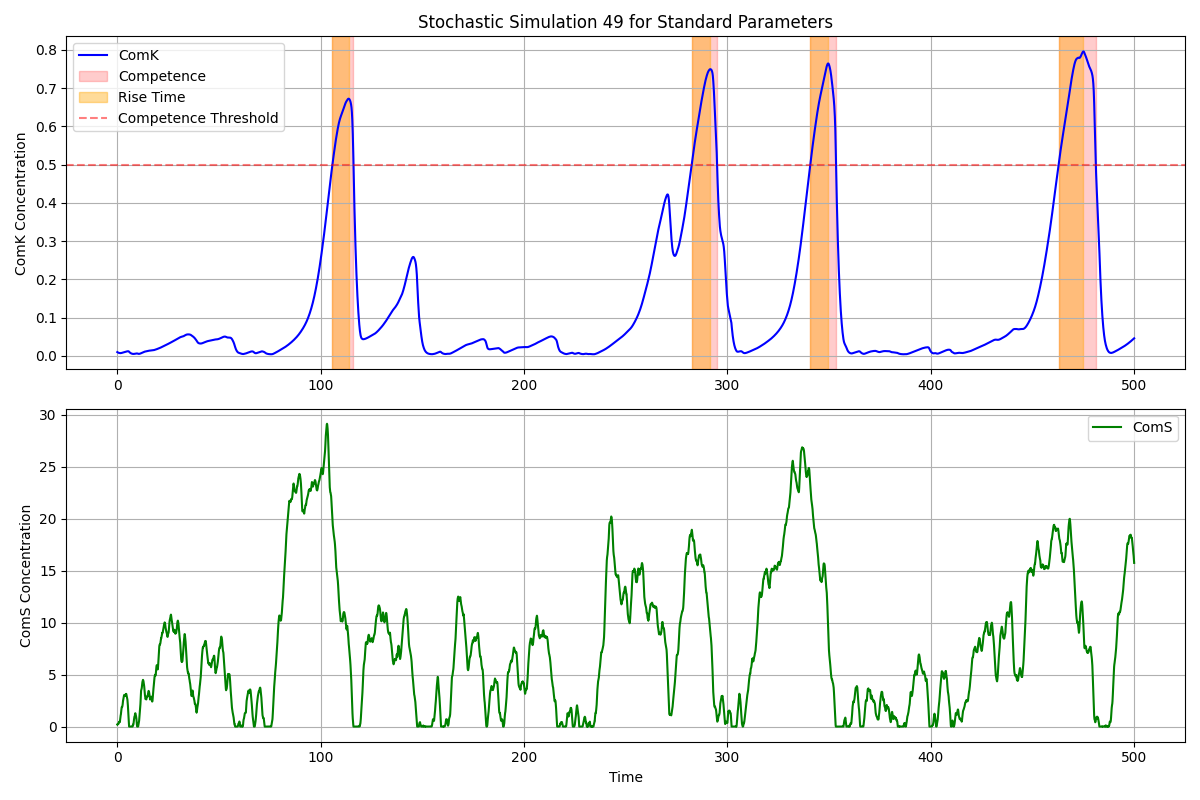 Stochastic Simulation 49 for Standard Parameters
ComK Concentration
0.8
0.7
0.6
0.5
0.4
0.3
0.2
0.1
0.0
ComK
Competence
Rise Time
Competence Threshold
0 100 200 300 400 500
ComS Concentration
30
25
20
15
10
5
0
ComS
0 100 200 300 400 500
Time